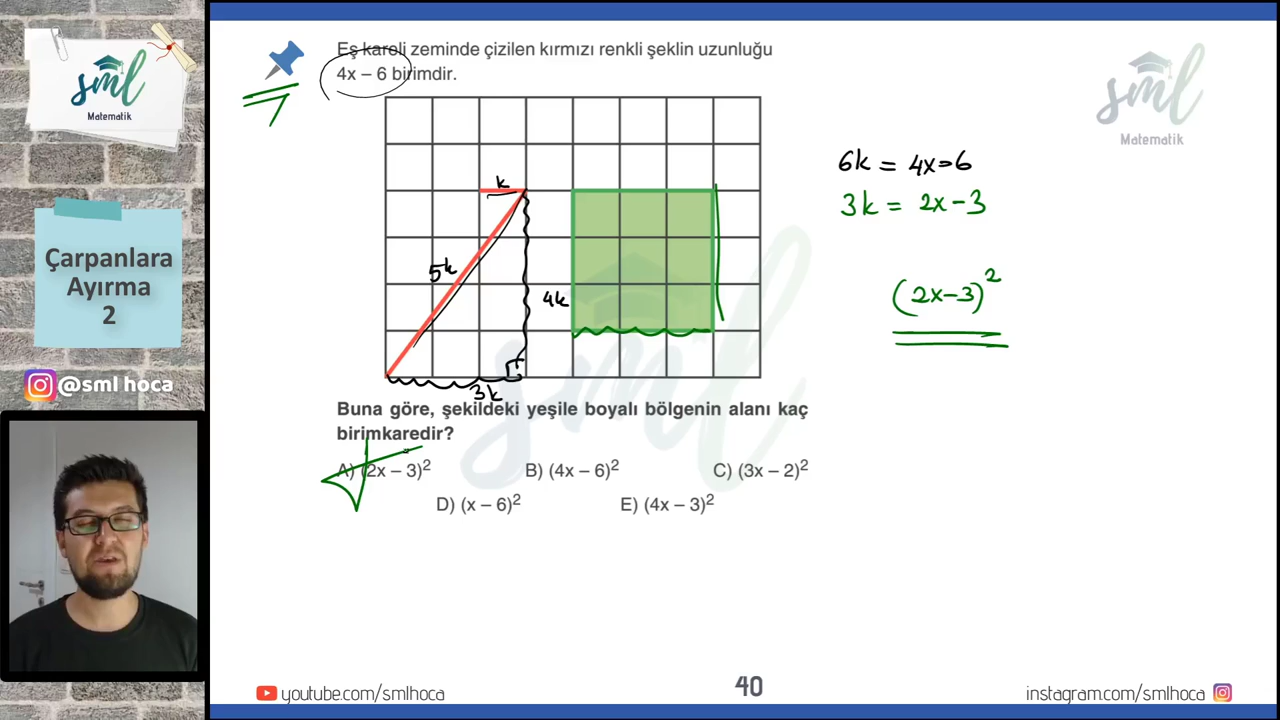 sml
Matematik
Çarpanlara
Ayırma
2
@sml hoca
Eş kareli zeminde çizilen kırmızı renkli şeklin uzunluğu
4x – 6 birimdir.
k
5k
4k
3k
6k = 4x-6
3k = 2x-3
(2x-3)²
sml
Matematik
Buna göre, şekildeki yeşile boyalı bölgenin alanı kaç
birimkaredir?
A) (2x – 3)² B) (4x – 6)² C) (3x – 2)²
D) (x – 6)² E) (4x – 3)²
youtube.com/smlhoca
40
instagram.com/smlhoca